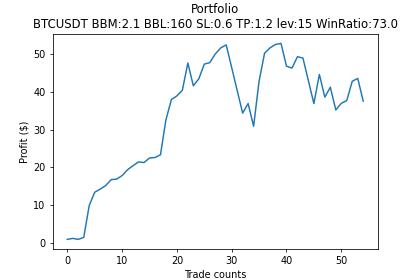 Portfolio
BTCUSDT BBM:2.1 BBL:160 SL:0.6 TP:1.2 lev:15 WinRatio:73.0
Profit ($)
50
40
30
20
10
0
0 10 20 30 40 50
Trade counts